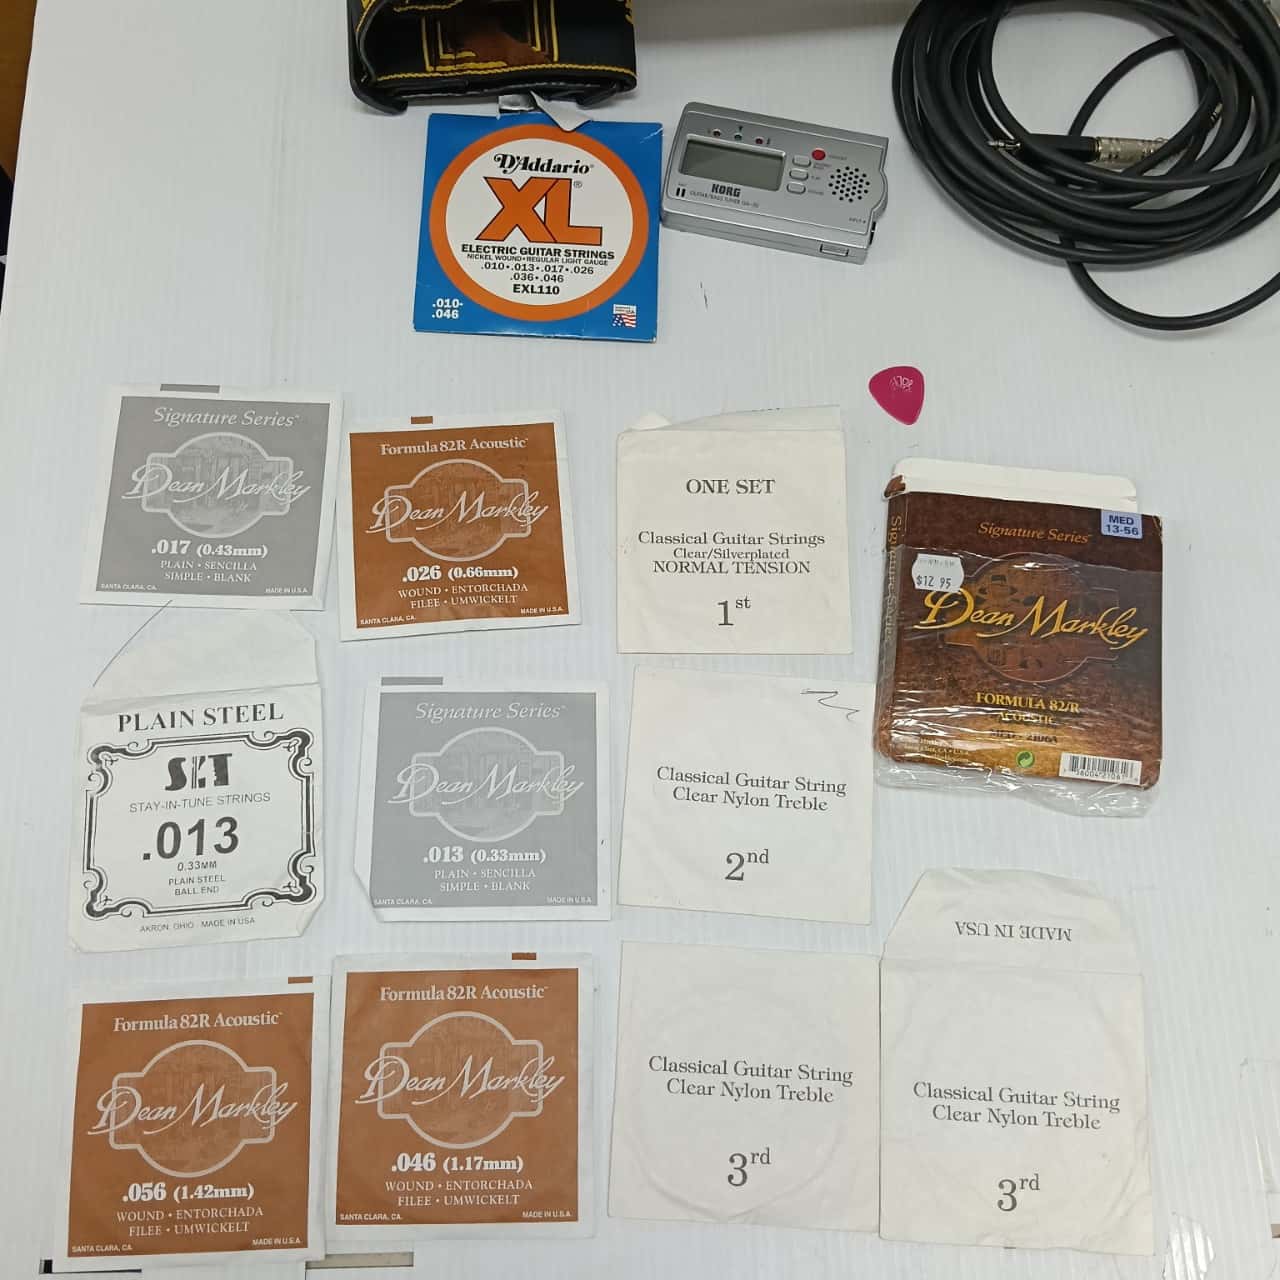 D'Addario
XL
ELECTRIC GUITAR STRINGS
NICKEL WOUND•REGULAR LIGHT GAUGE
.010•.013•.017•.026
.036•.046
EXL110
.010-
.046
KORG
GUITAR/BASS TUNER GA-30
Signature Series
Dean Markley
.017 (0.43mm)
PLAIN • SENCILLA
SIMPLE • BLANK
SANTA CLARA, CA. MADE IN U.S.A.
Formula 82R Acoustic
Dean Markley
.026 (0.66mm)
WOUND • ENTORCHADA
FILEE • UMWICKELT
SANTA CLARA, CA. MADE IN U.S.A.
ONE SET
Classical Guitar Strings
Clear/Silverplated
NORMAL TENSION
1st
Signature Series
MED
13-56
Signature Series
$12 95
Dean Markley
FORMULA 82/R
ACOUSTIC
PLAIN STEEL
SIT
STAY-IN-TUNE STRINGS
.013
0.33MM
PLAIN STEEL
BALL END
AKRON, OHIO MADE IN USA
Signature Series
Dean Markley
.013 (0.33mm)
PLAIN • SENCILLA
SIMPLE • BLANK
SANTA CLARA, CA. MADE IN U.S.A.
Classical Guitar String
Clear Nylon Treble
2nd
Formula 82R Acoustic
Dean Markley
.056 (1.42mm)
WOUND • ENTORCHADA
FILEE • UMWICKELT
SANTA CLARA, CA. MADE IN U.S.A.
Formula 82R Acoustic
Dean Markley
.046 (1.17mm)
WOUND • ENTORCHADA
FILEE • UMWICKELT
SANTA CLARA, CA. MADE IN U.S.A.
Classical Guitar String
Clear Nylon Treble
3rd
MADE IN USA
Classical Guitar String
Clear Nylon Treble
3rd